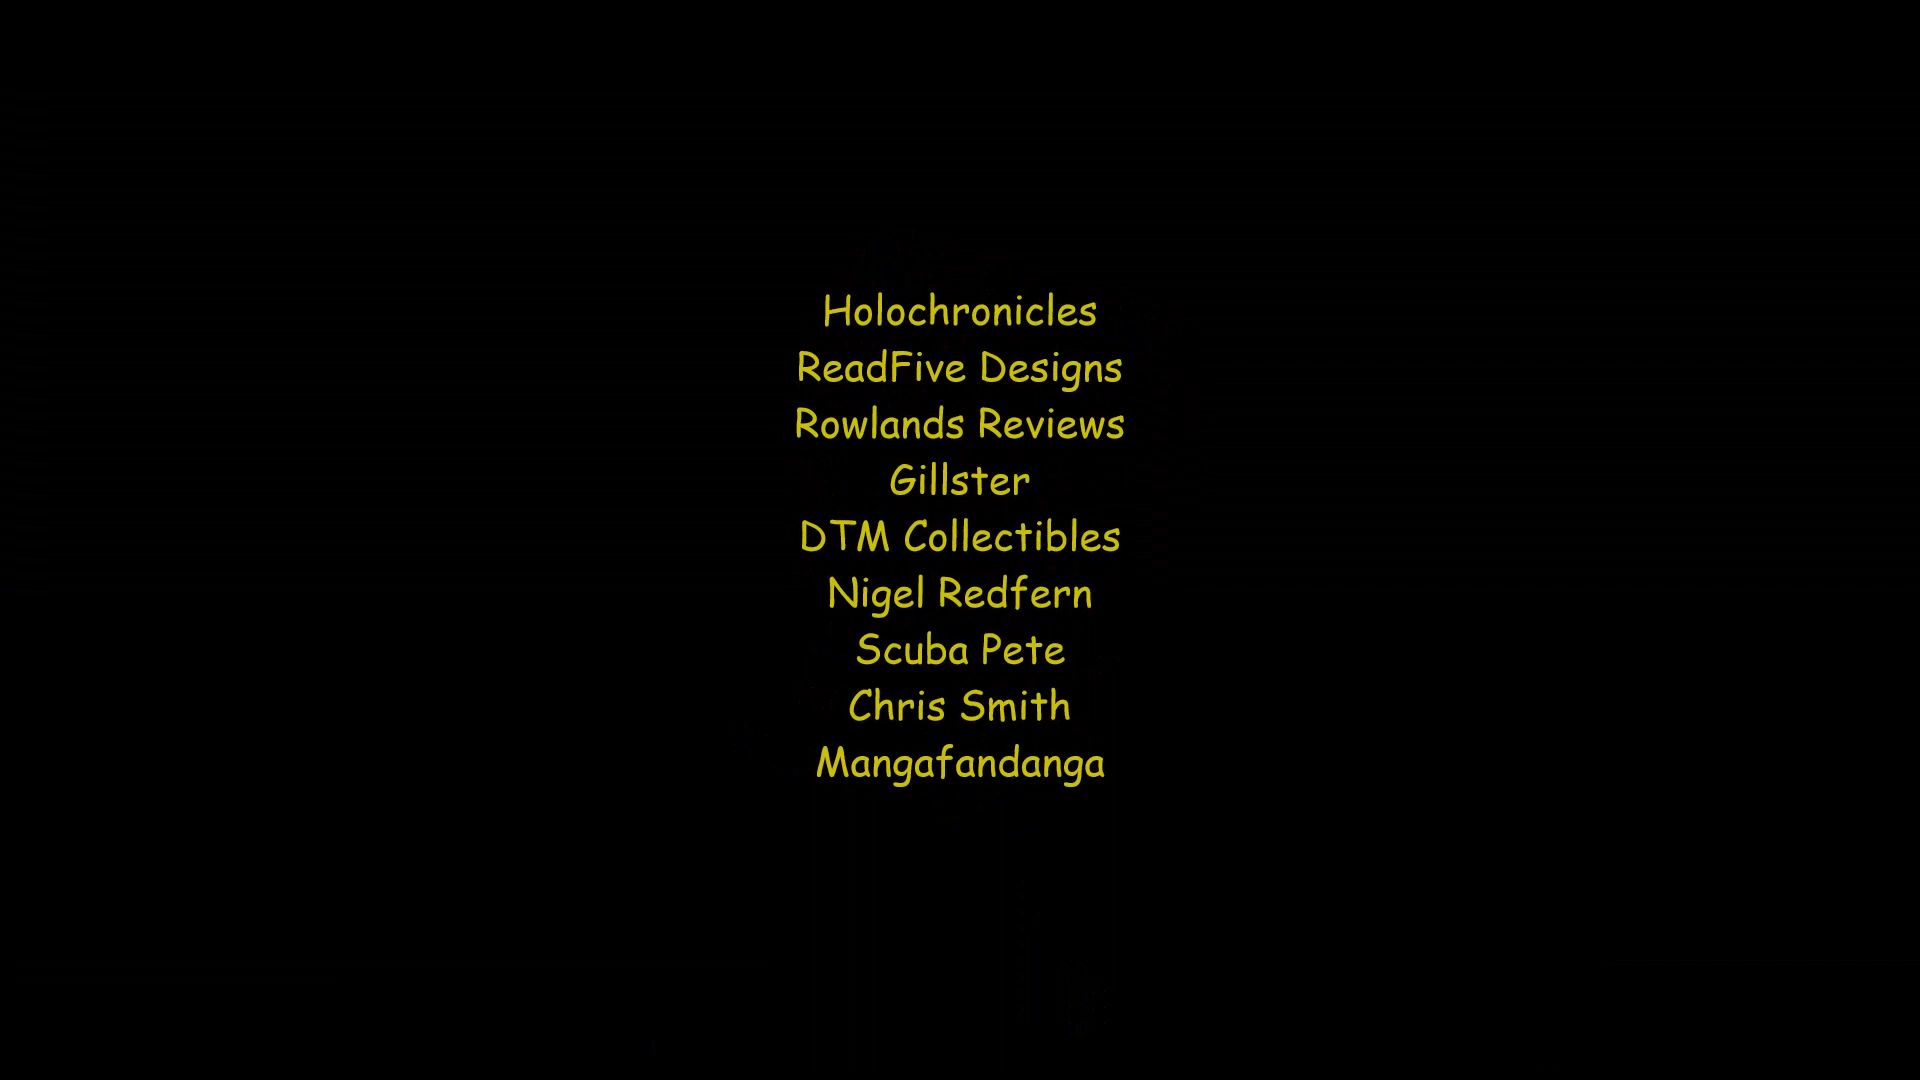 Holochronicles
ReadFive Designs
Rowlands Reviews
Gillster
DTM Collectibles
Nigel Redfern
Scuba Pete
Chris Smith
Mangafandanga